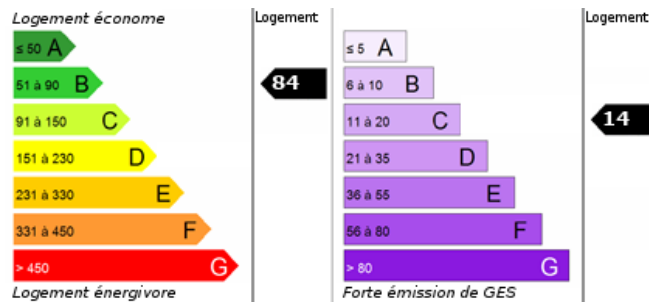 Logement économe
Logement
≤ 50 A
51 à 90 B
84
91 à 150 C
151 à 230 D
231 à 330 E
331 à 450 F
> 450 G
Logement énergivore
Logement
≤ 5 A
6 à 10 B
11 à 20 C
14
21 à 35 D
36 à 55 E
56 à 80 F
> 80 G
Forte émission de GES